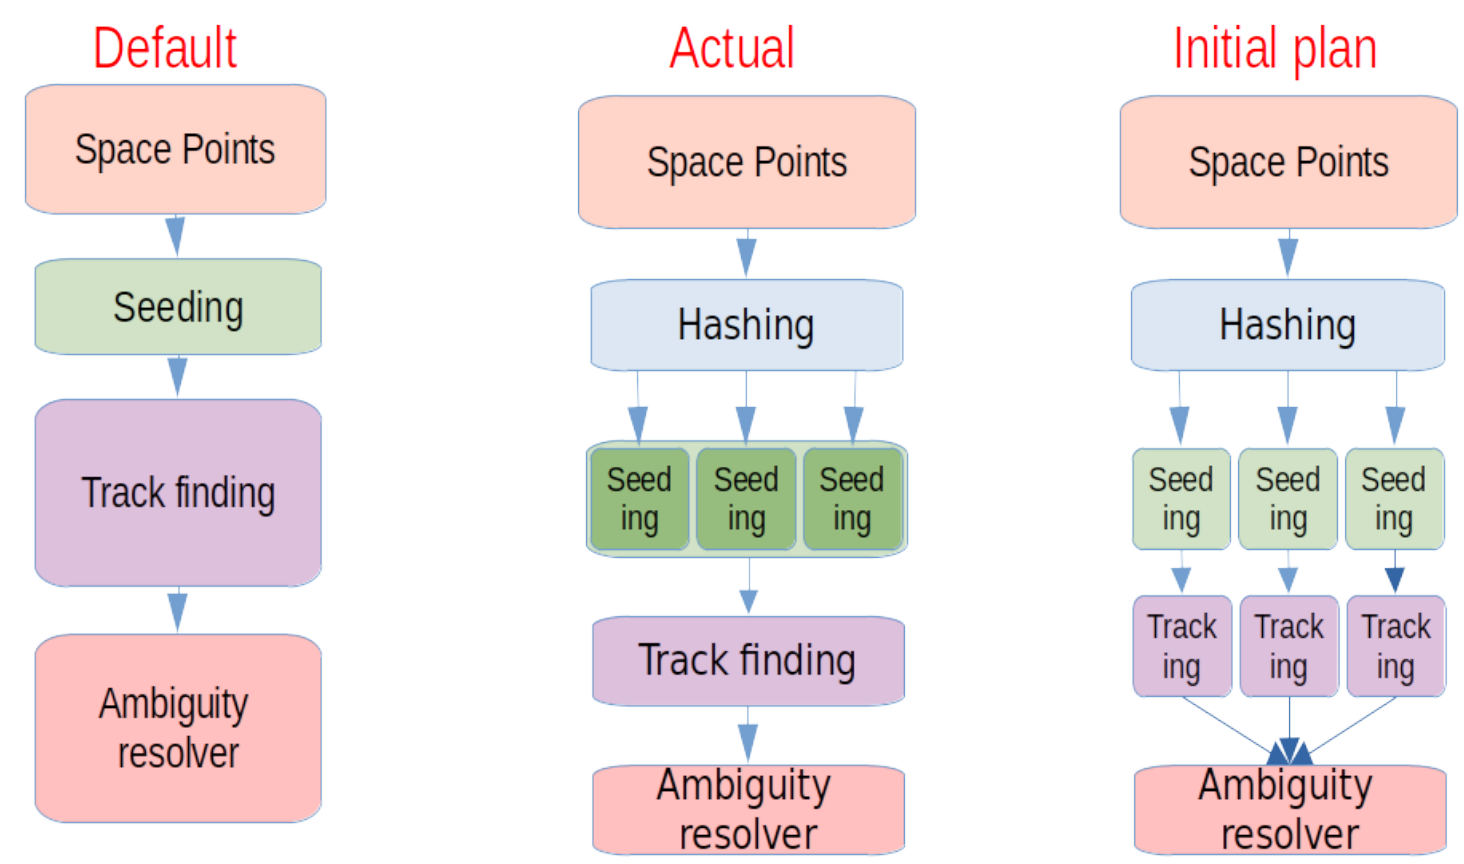 Default
Space Points
Seeding
Track finding
Ambiguity
resolver
Actual
Space Points
Hashing
Seed
ing
Seed
ing
Seed
ing
Track finding
Ambiguity
resolver
Initial plan
Space Points
Hashing
Seed
ing
Seed
ing
Seed
ing
Track
ing
Track
ing
Track
ing
Ambiguity
resolver